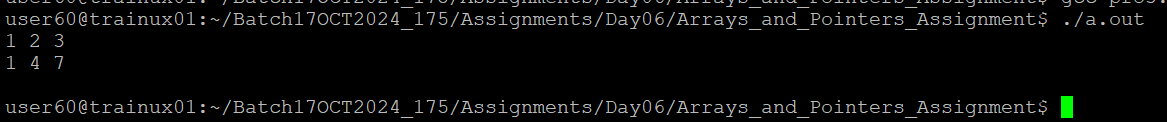 user60@trainux01:~/Batch17OCT2024_175/Assignments/Day06/Arrays_and_Pointers_Assignment$ ./a.out
1 2 3
1 4 7
user60@trainux01:~/Batch17OCT2024_175/Assignments/Day06/Arrays_and_Pointers_Assignment$